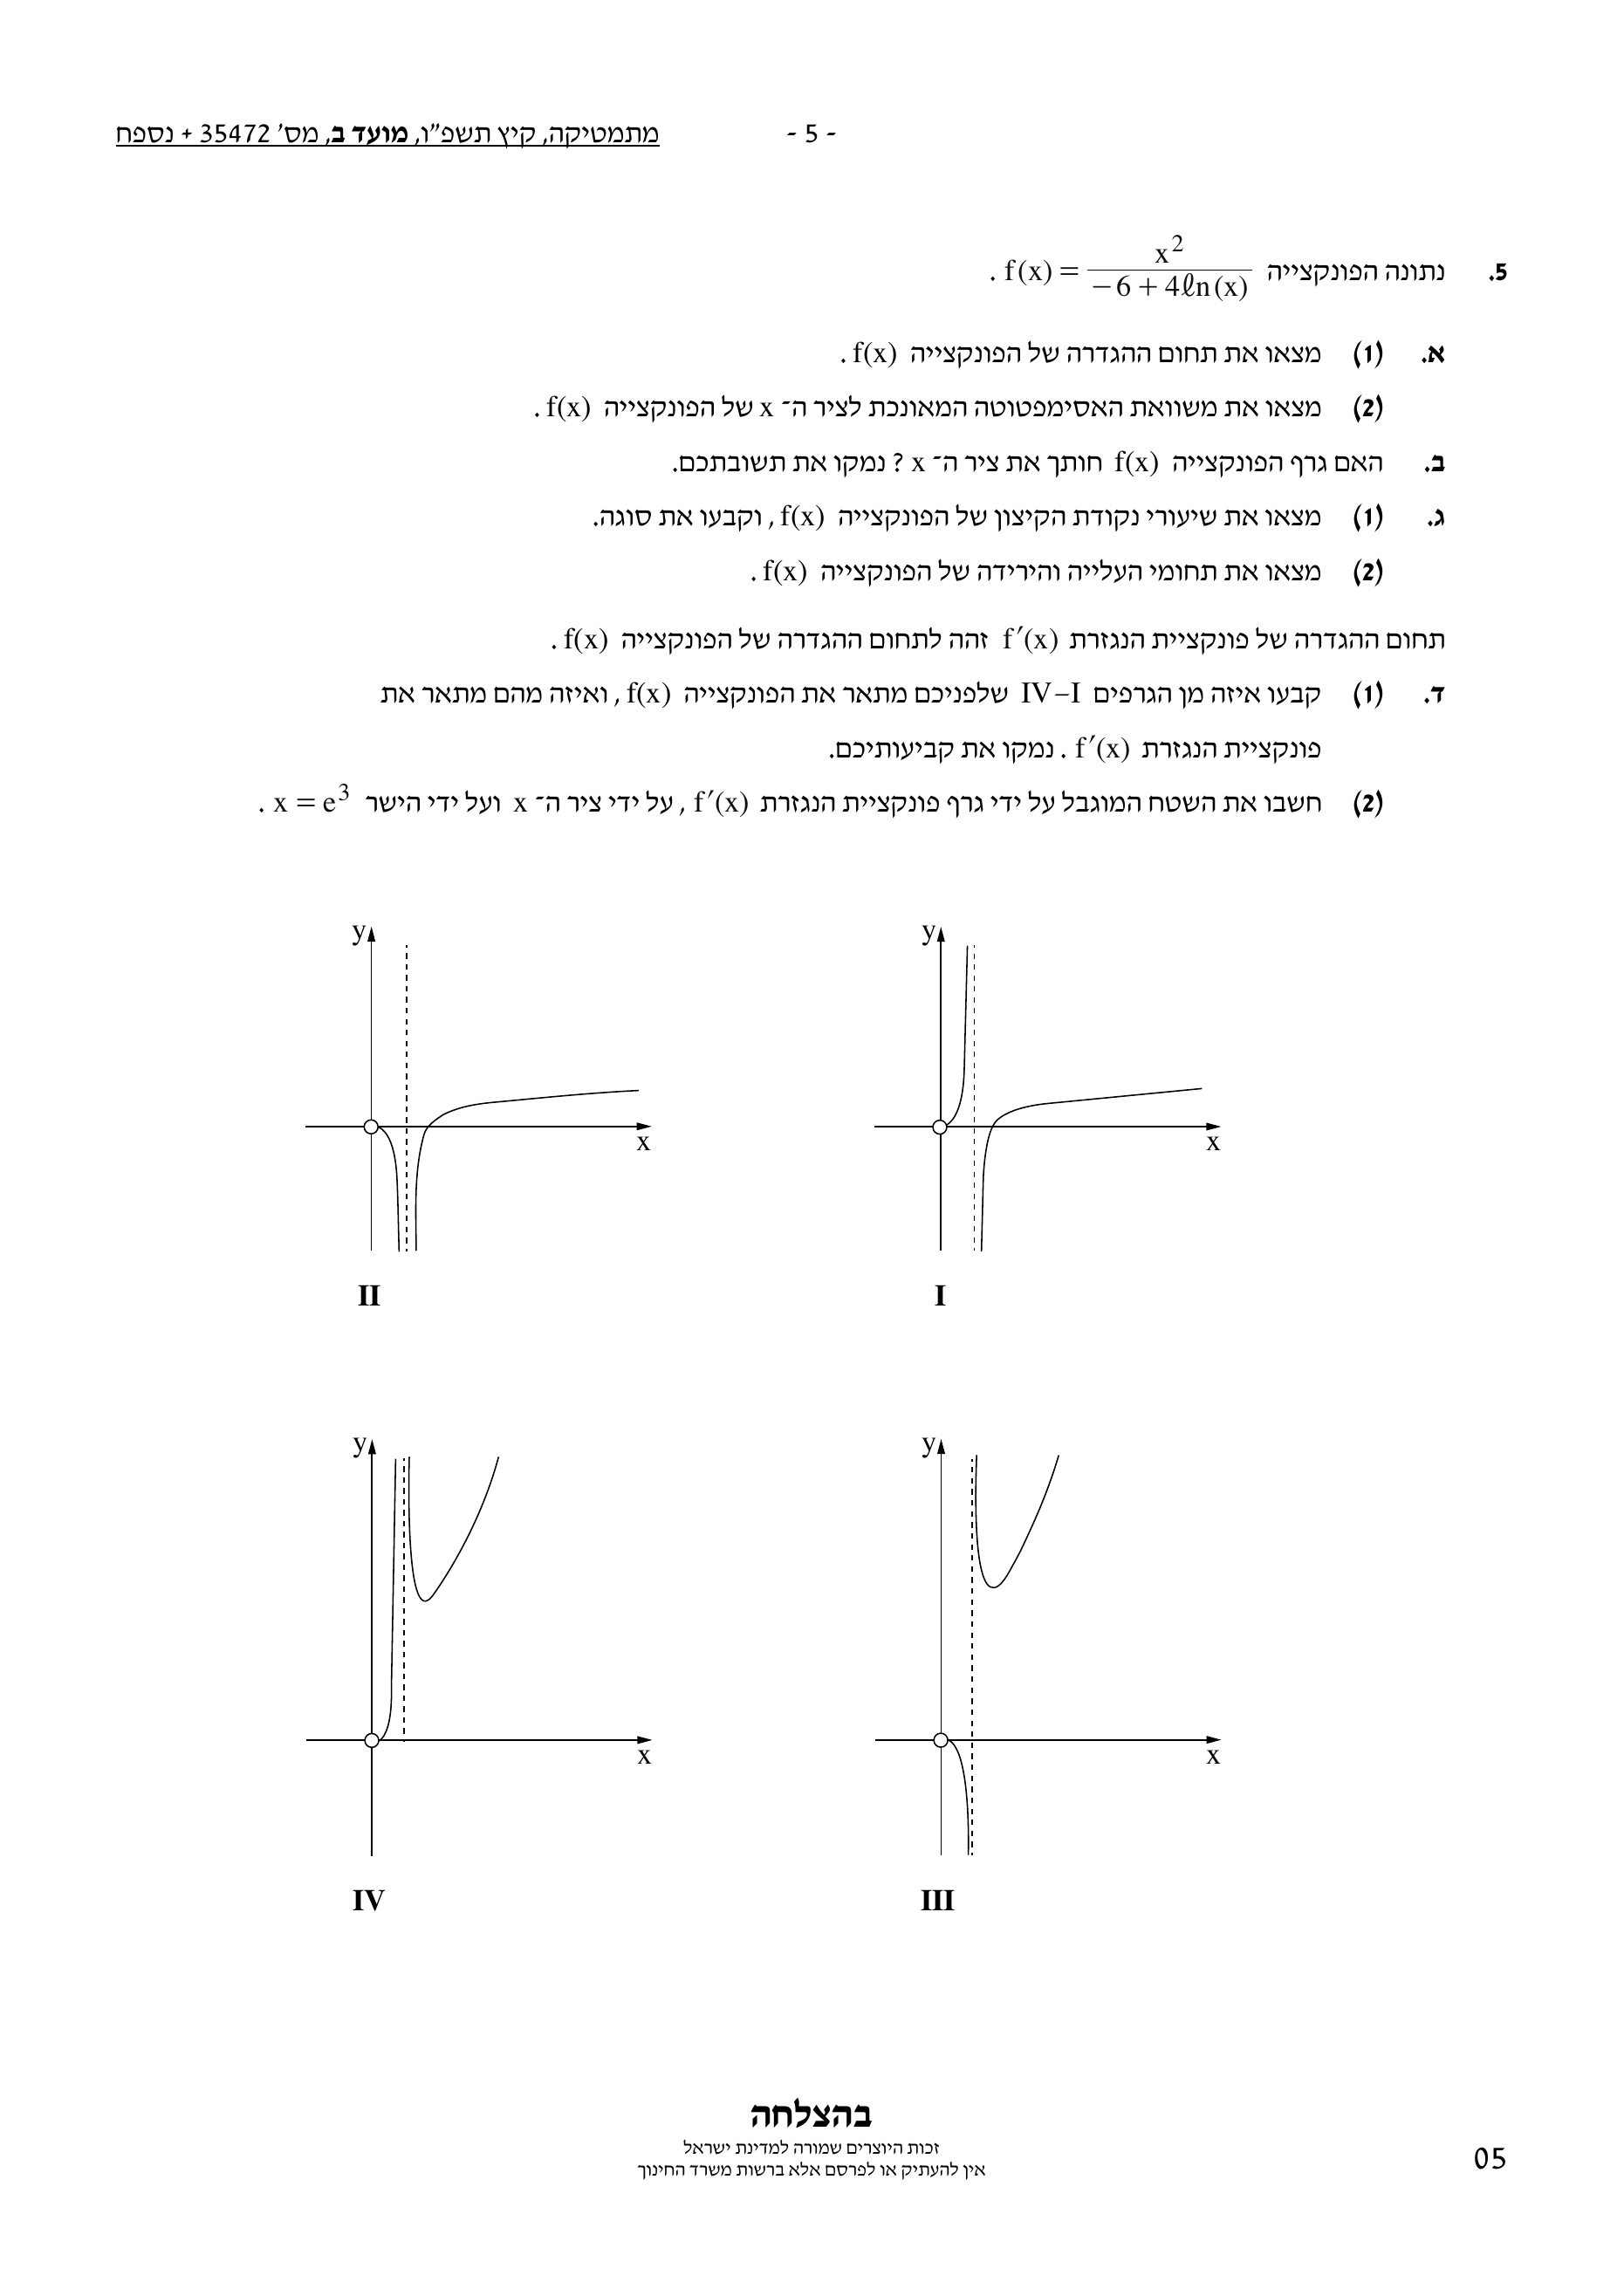 מתמטיקה, קיץ תשפ"ו, מועד ב, מס' 35472 + נספח
- 5 -
5. נתונה הפונקצייה f(x) = x² / (−6 + 4ℓn(x)) .
א. (1) מצאו את תחום ההגדרה של הפונקצייה f(x) .
(2) מצאו את משוואת האסימפטוטה המאונכת לציר ה־ x של הפונקצייה f(x) .
ב. האם גרף הפונקצייה f(x) חותך את ציר ה־ x ? נמקו את תשובתכם.
ג. (1) מצאו את שיעורי נקודת הקיצון של הפונקצייה f(x) , וקבעו את סוגה.
(2) מצאו את תחומי העלייה והירידה של הפונקצייה f(x) .
תחום ההגדרה של פונקציית הנגזרת f′(x) זהה לתחום ההגדרה של הפונקצייה f(x) .
ד. (1) קבעו איזה מן הגרפים I–IV שלפניכם מתאר את הפונקצייה f(x) , ואיזה מהם מתאר את
פונקציית הנגזרת f′(x) . נמקו את קביעותיכם.
(2) חשבו את השטח המוגבל על ידי גרף פונקציית הנגזרת f′(x) , על ידי ציר ה־ x ועל ידי הישר x = e³ .
y
x
I
y
x
II
y
x
III
y
x
IV
בהצלחה
זכות היוצרים שמורה למדינת ישראל
אין להעתיק או לפרסם אלא ברשות משרד החינוך
05